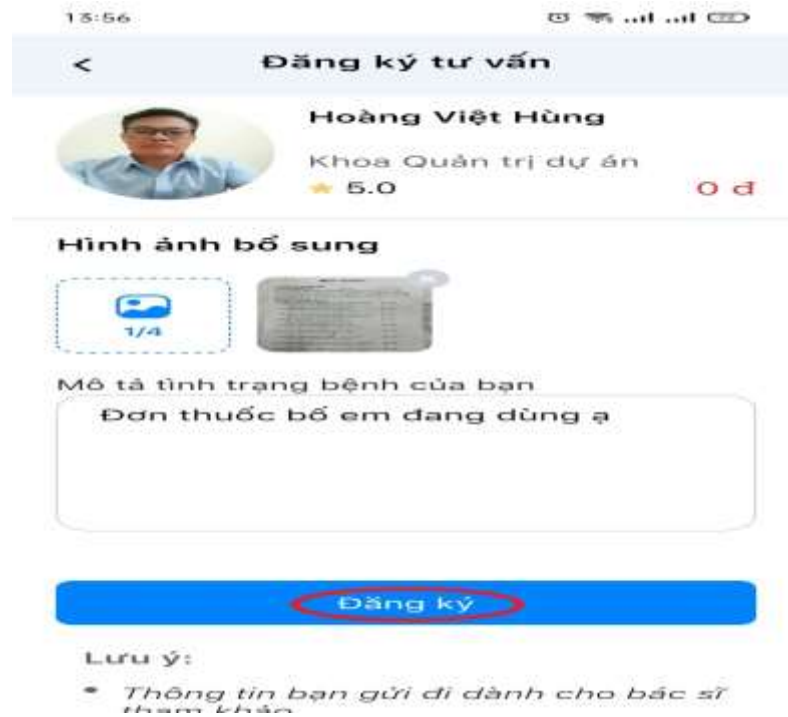 13:56
Đăng ký tư vấn
Hoàng Việt Hùng
Khoa Quản trị dự án
5.0
0 đ
Hình ảnh bổ sung
1/4
Mô tả tình trạng bệnh của bạn
Đơn thuốc bố em đang dùng ạ
Đăng ký
Lưu ý:
• Thông tin bạn gửi đi dành cho bác sĩ
tham khảo